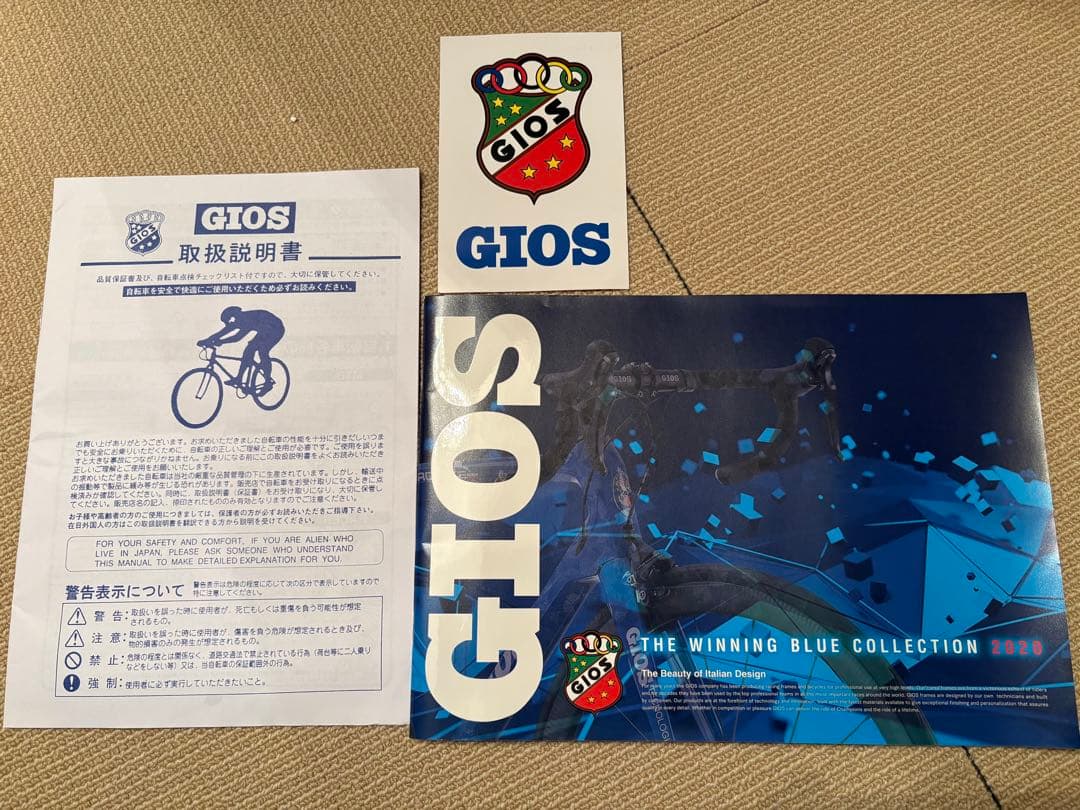 GIOS
GIOS
GIOS
GIOS
取扱説明書
品質保証書及び、自転車点検チェックリスト付ですので、大切に保管してください。
自転車を安全で快適にご使用いただくため必ずお読みください。
お買い上げありがとうございます。お求めいただきました自転車の性能を十分に引きだしいつま
でも安全にお乗りいただくために、自転車の正しいご理解とご使用が必要です。ご使用を誤りま
すと大きな事故につながりかねません。お乗りになる前にこの取扱説明書をよくお読みいただき
正しいご理解とご使用をお願いいたします。
お求めいただきました自転車は当社の厳重な品質管理の下に生産されています。しかし、輸送中
の振動等で製品に緩み等が生じる恐れがあります。販売店で自転車をお受け取りになるときに点
検済みか確認してください。同時に、取扱説明書（保証書）をお受け取りになり、大切に保管し
てください。販売店名の記入、捺印されたもののみ有効となりますのでご注意ください。
お子様や高齢者の方のご使用につきましては、保護者の方が必ずお読みいただきご指導下さい。
在日外国人の方はこの取扱説明書を翻訳できる方から説明を受けてください。
FOR YOUR SAFETY AND COMFORT, IF YOU ARE ALIEN WHO
LIVE IN JAPAN, PLEASE ASK SOMEONE WHO UNDERSTAND
THIS MANUAL TO MAKE DETAILED EXPLANATION FOR YOU.
警告表示について
警告表示は危険の程度に応じて次の区分で表示していますので
特に注意してください。
警 告：取扱いを誤った時に使用者が、死亡もしくは重傷を負う可能性が想定
されるもの。
注 意：取扱いを誤った時に使用者が、傷害を負う危険が想定されるとき及び、
物的損害のみの発生が想定されるもの。
禁 止：危険の程度とは関係なく、道路交通法で禁止されている行為（荷台等に二人乗り
などをしない等）又は、当自転車の保証範囲外の行為。
強 制：使用者に必ず実行していただきたいこと。
GIOS
GIOS
GIOS
GIOS
THE WINNING BLUE COLLECTION 2020
The Beauty of Italian Design